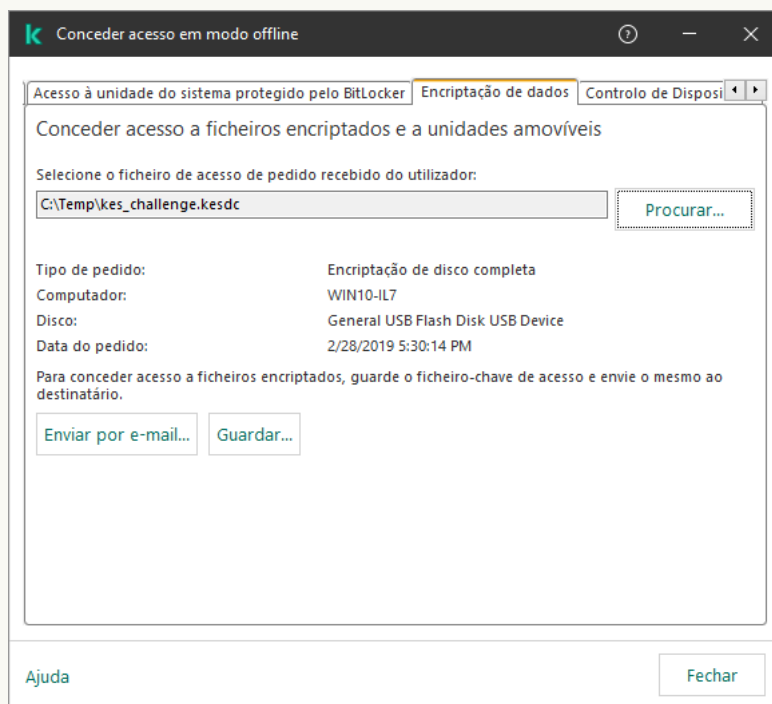 Conceder acesso em modo offline
Acesso à unidade do sistema protegido pelo BitLocker
Encriptação de dados
Controlo de Disposi
Conceder acesso a ficheiros encriptados e a unidades amovíveis
Selecione o ficheiro de acesso de pedido recebido do utilizador:
C:\Temp\kes_challenge.kesdc
Procurar...
Tipo de pedido: Encriptação de disco completa
Computador: WIN10-IL7
Disco: General USB Flash Disk USB Device
Data do pedido: 2/28/2019 5:30:14 PM
Para conceder acesso a ficheiros encriptados, guarde o ficheiro-chave de acesso e envie o mesmo ao
destinatário.
Enviar por e-mail... Guardar...
Ajuda
Fechar